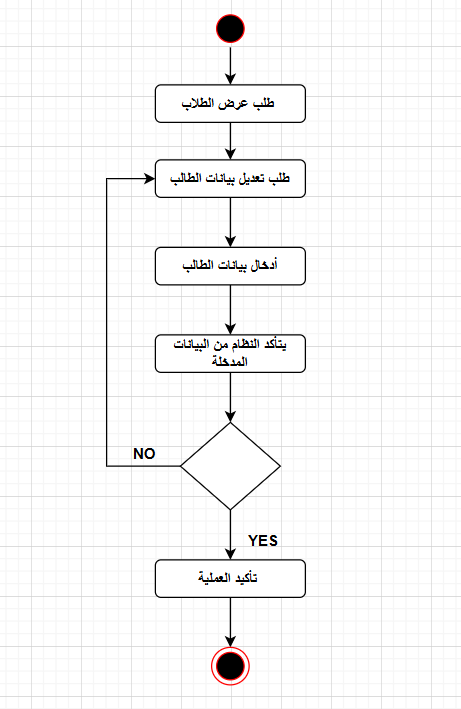 طلب عرض الطلاب
طلب تعديل بيانات الطالب
أدخال بيانات الطالب
يتأكد النظام من البيانات
المدخلة
NO
YES
تأكيد العملية